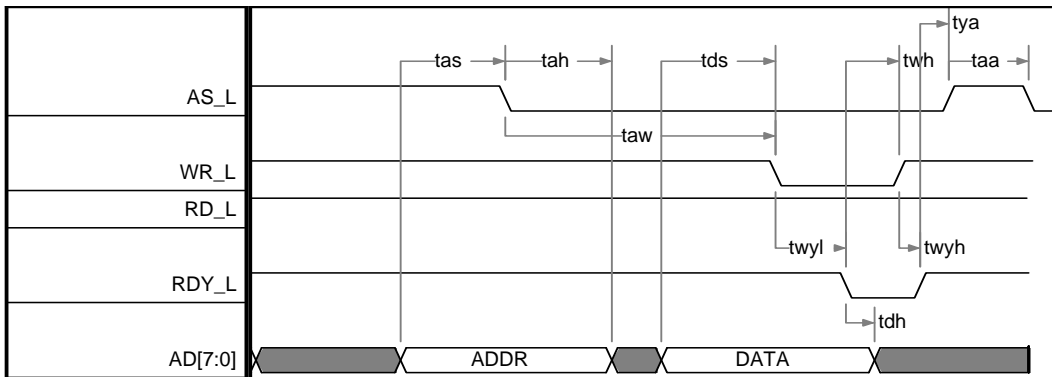 tya
tas tah tds twh taa
AS_L
taw
WR_L
RD_L
twyl twyh
RDY_L
tdh
AD[7:0] ADDR DATA